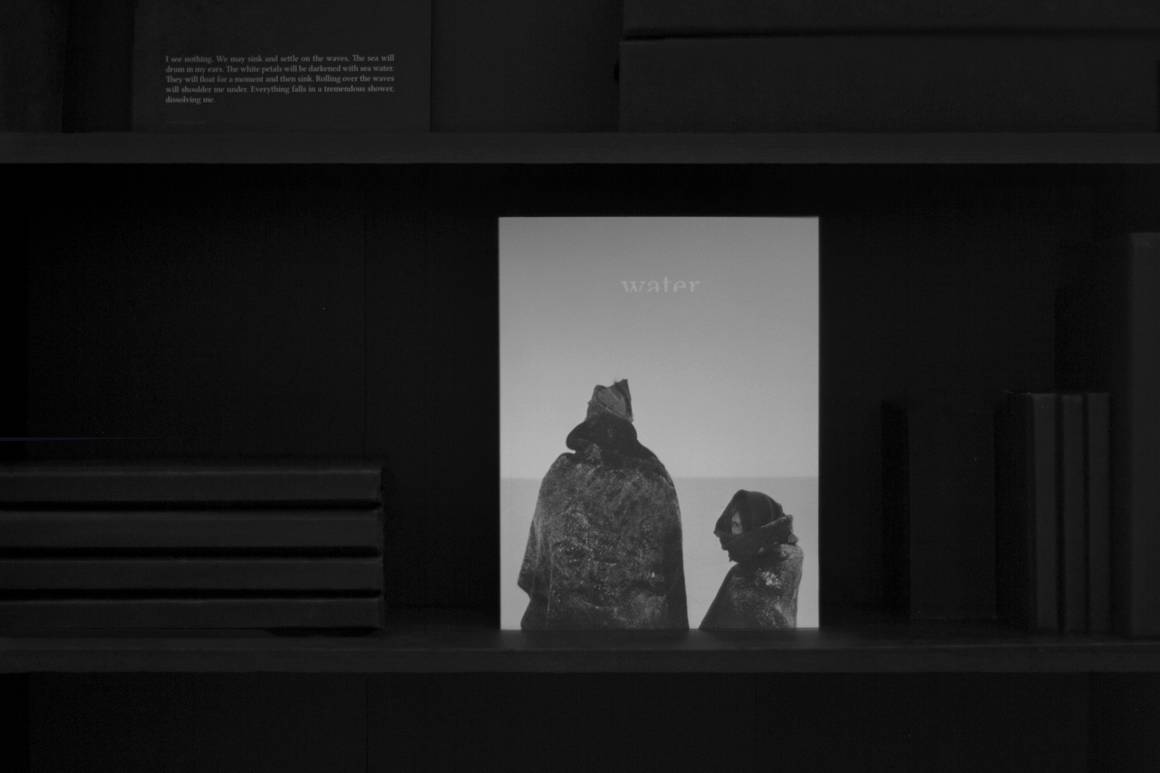 I see nothing. We may sink and settle on the waves. The sea will
drum in my ears. The white petals will be darkened with sea water.
They will float for a moment and then sink. Rolling over the waves
will shoulder me under. Everything falls in a tremendous shower,
dissolving me.
water